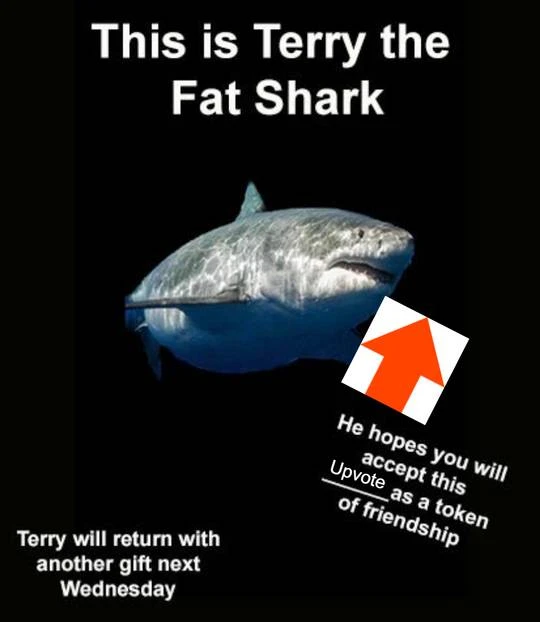 This is Terry the
Fat Shark
He hopes you will
accept this
Upvote as a token
of friendship
Terry will return with
another gift next
Wednesday